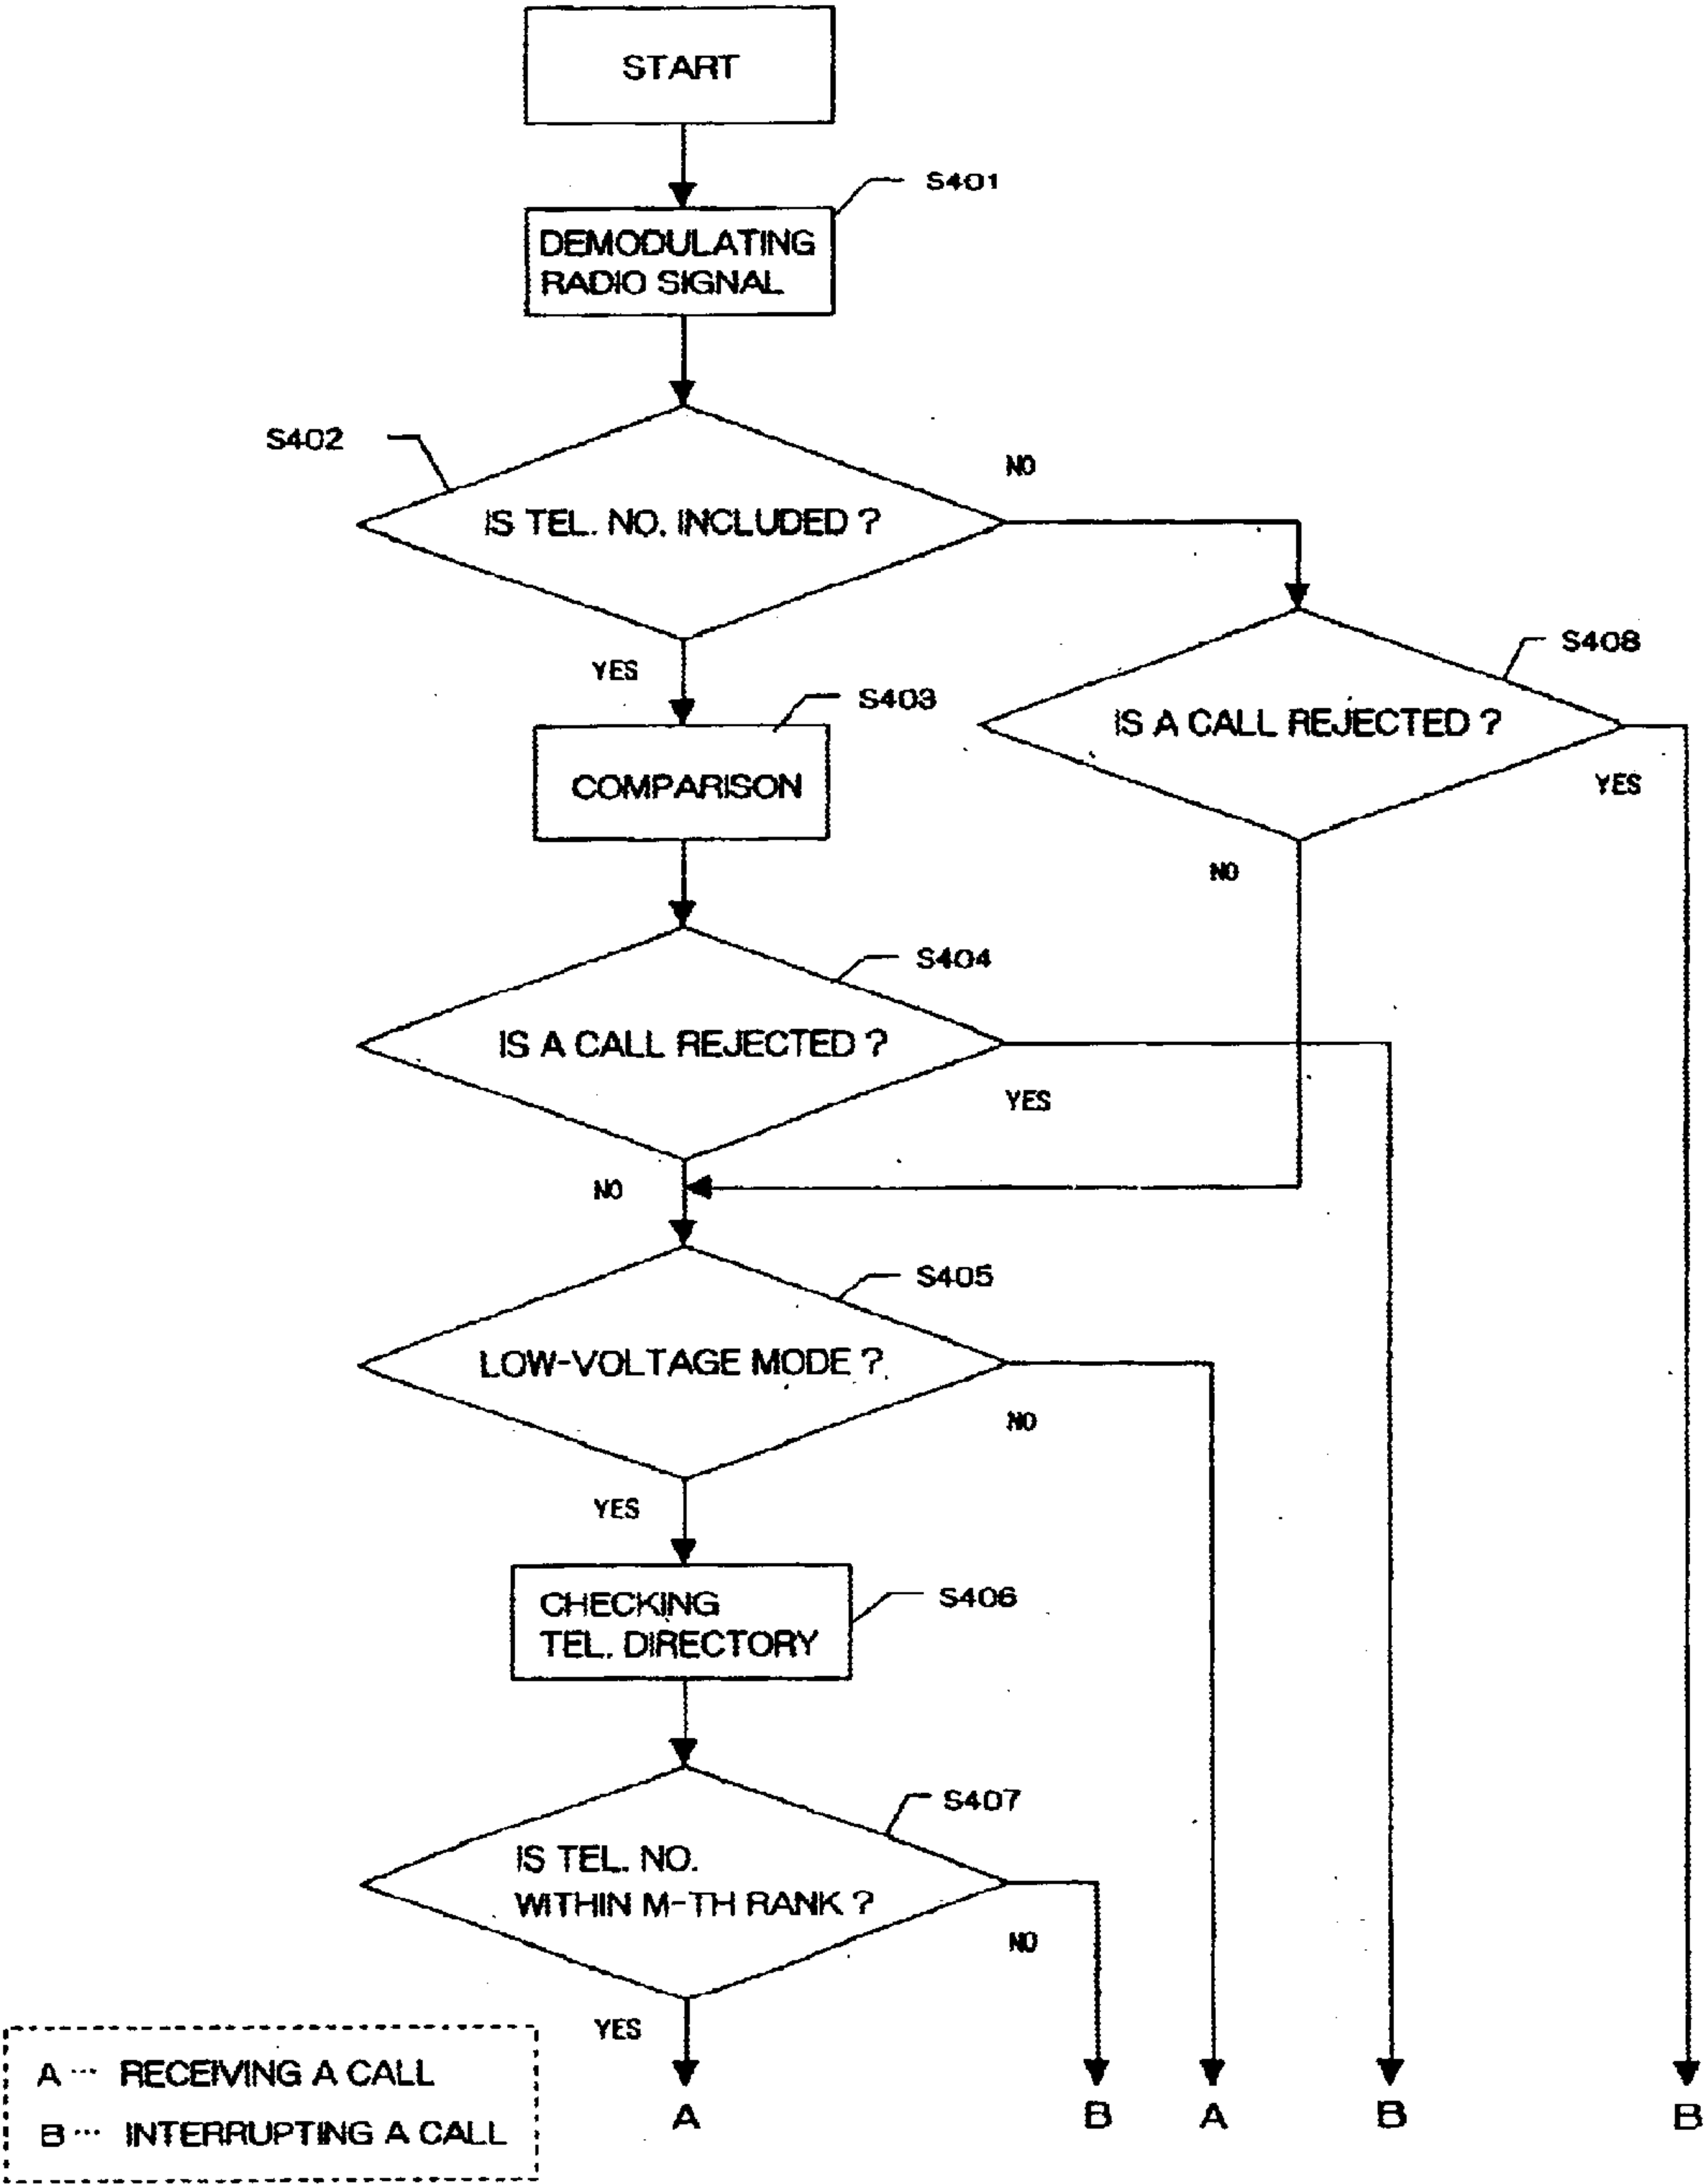 START
S401
DEMODULATING
RADIO SIGNAL
S402
NO
IS TEL. NO. INCLUDED ?
S408
YES
S403
IS A CALL REJECTED ?
COMPARISON
YES
NO
S404
IS A CALL REJECTED ?
YES
NO
S405
LOW-VOLTAGE MODE ?
NO
YES
CHECKING
TEL. DIRECTORY
S406
S407
IS TEL. NO.
WITHIN M-TH RANK ?
NO
YES
A ··· RECEIVING A CALL
B ··· INTERRUPTING A CALL
A
B
A
B
B